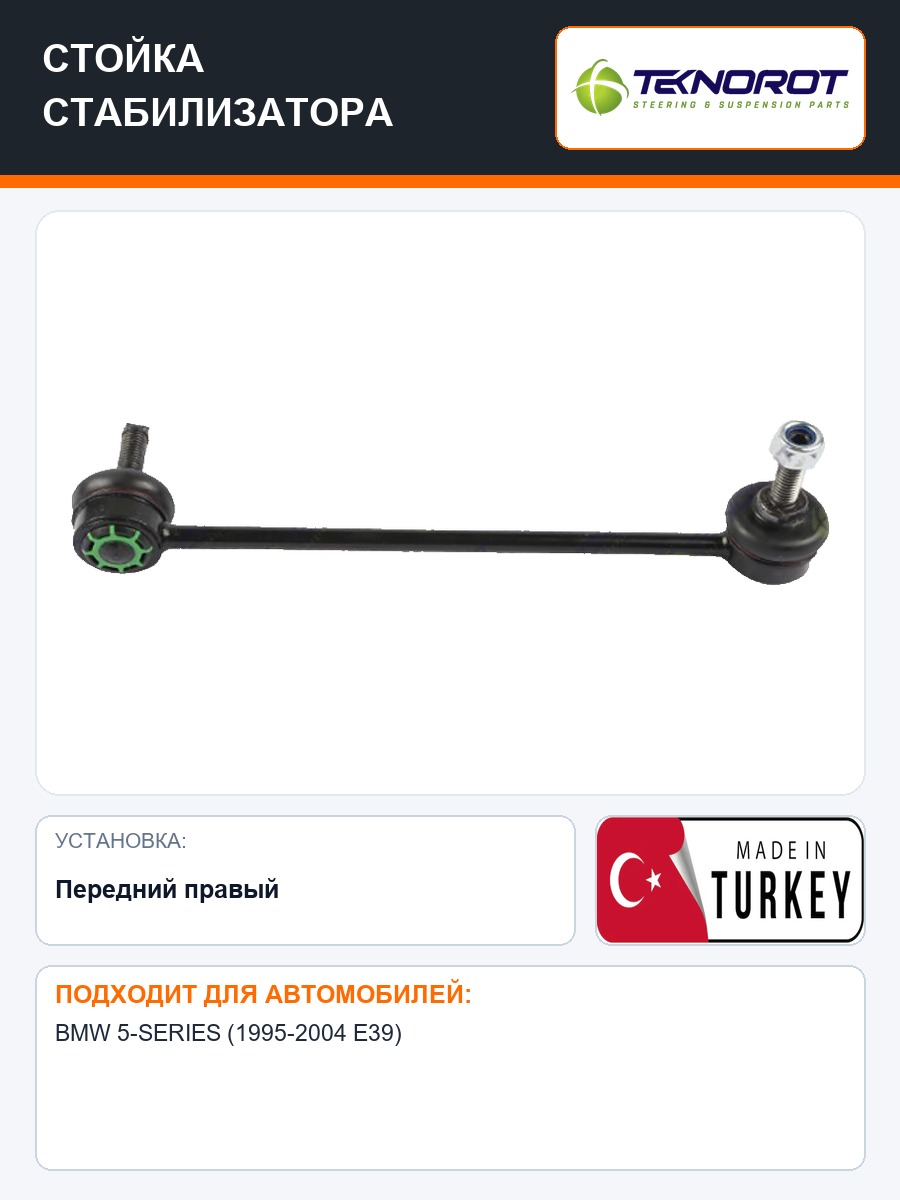 СТОЙКА
СТАБИЛИЗАТОРА
TEKNOROT
STEERING & SUSPENSION PARTS
УСТАНОВКА:
Передний правый
MADE IN
TURKEY
ПОДХОДИТ ДЛЯ АВТОМОБИЛЕЙ:
BMW 5-SERIES (1995-2004 E39)